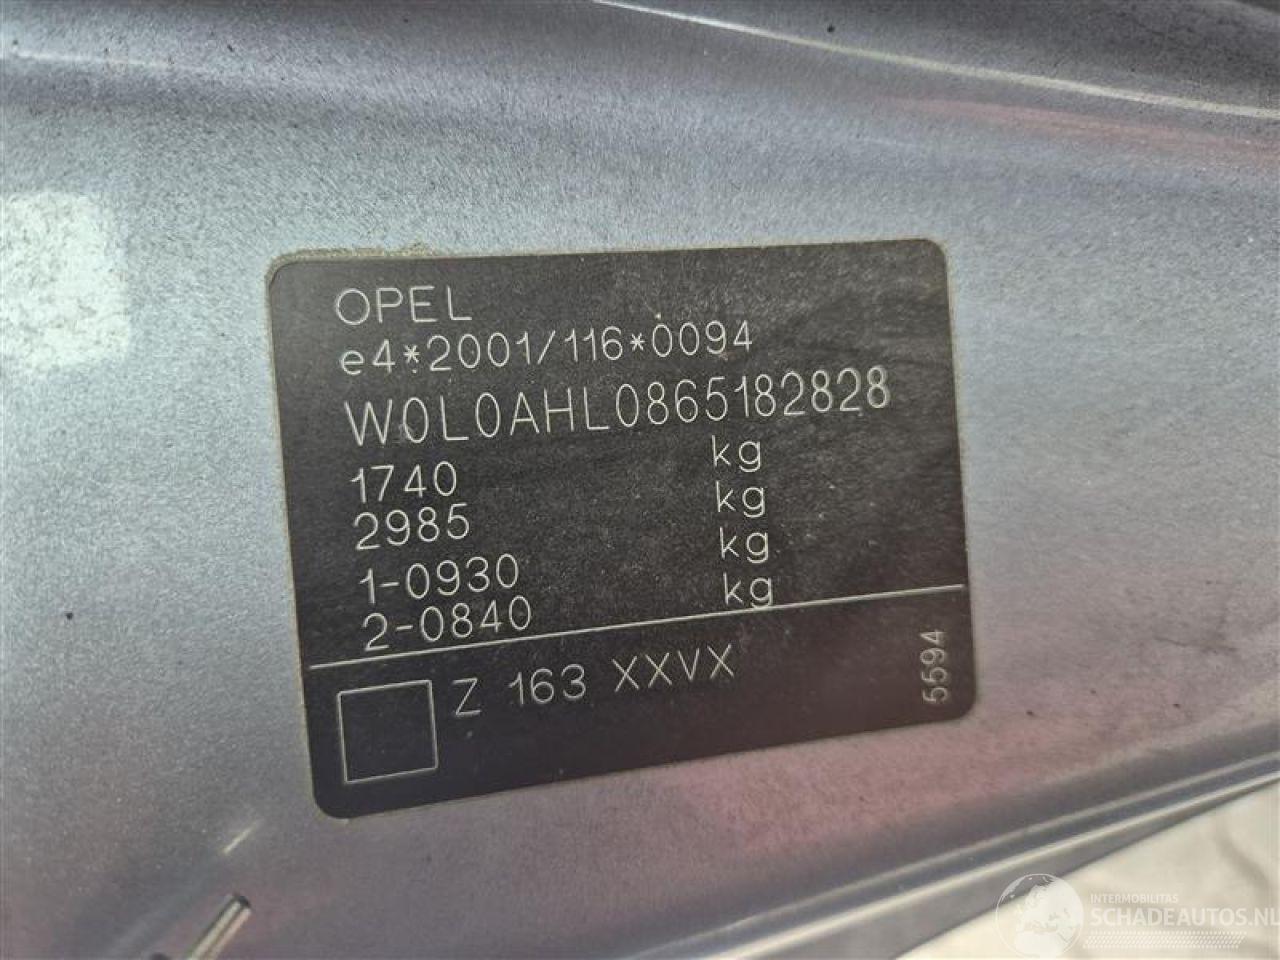 OPEL
e4*2001/116*0094
W0L0AHL0865182828
1740 kg
2985 kg
1-0930 kg
2-0840 kg
Z 163 XXVX
5594
INTERMOBILITAS
SCHADEAUTOS.NL